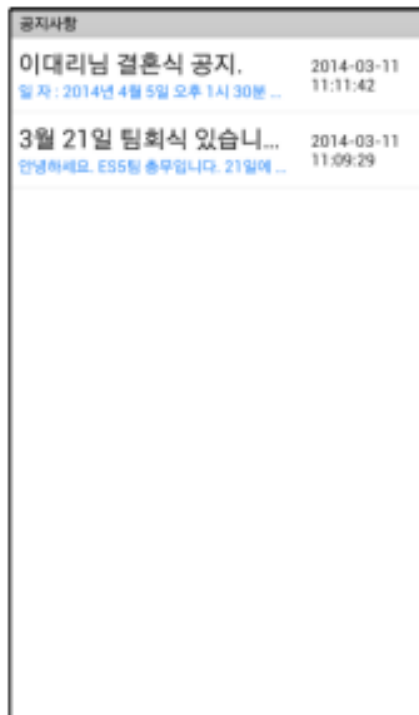 공지사항
이대리님 결혼식 공지.
2014-03-11
11:11:42
일 자 : 2014년 4월 5일 오후 1시 30분 ...
3월 21일 팀회식 있습니...
2014-03-11
11:09:29
안녕하세요. ES5팀 총무입니다. 21일에 ...